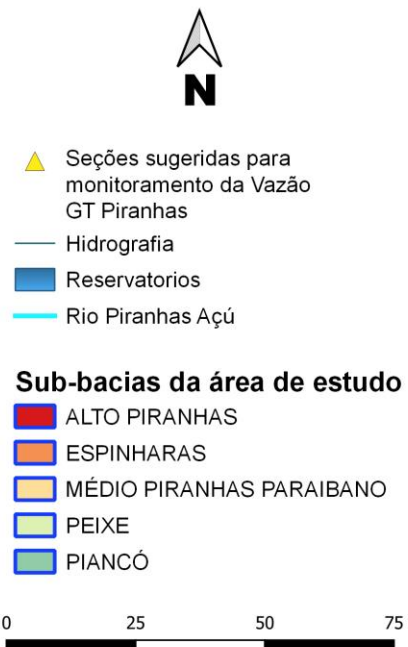 N
Seções sugeridas para
monitoramento da Vazão
GT Piranhas
Hidrografia
Reservatorios
Rio Piranhas Açú
Sub-bacias da área de estudo
ALTO PIRANHAS
ESPINHARAS
MÉDIO PIRANHAS PARAIBANO
PEIXE
PIANCÓ
0 25 50 75